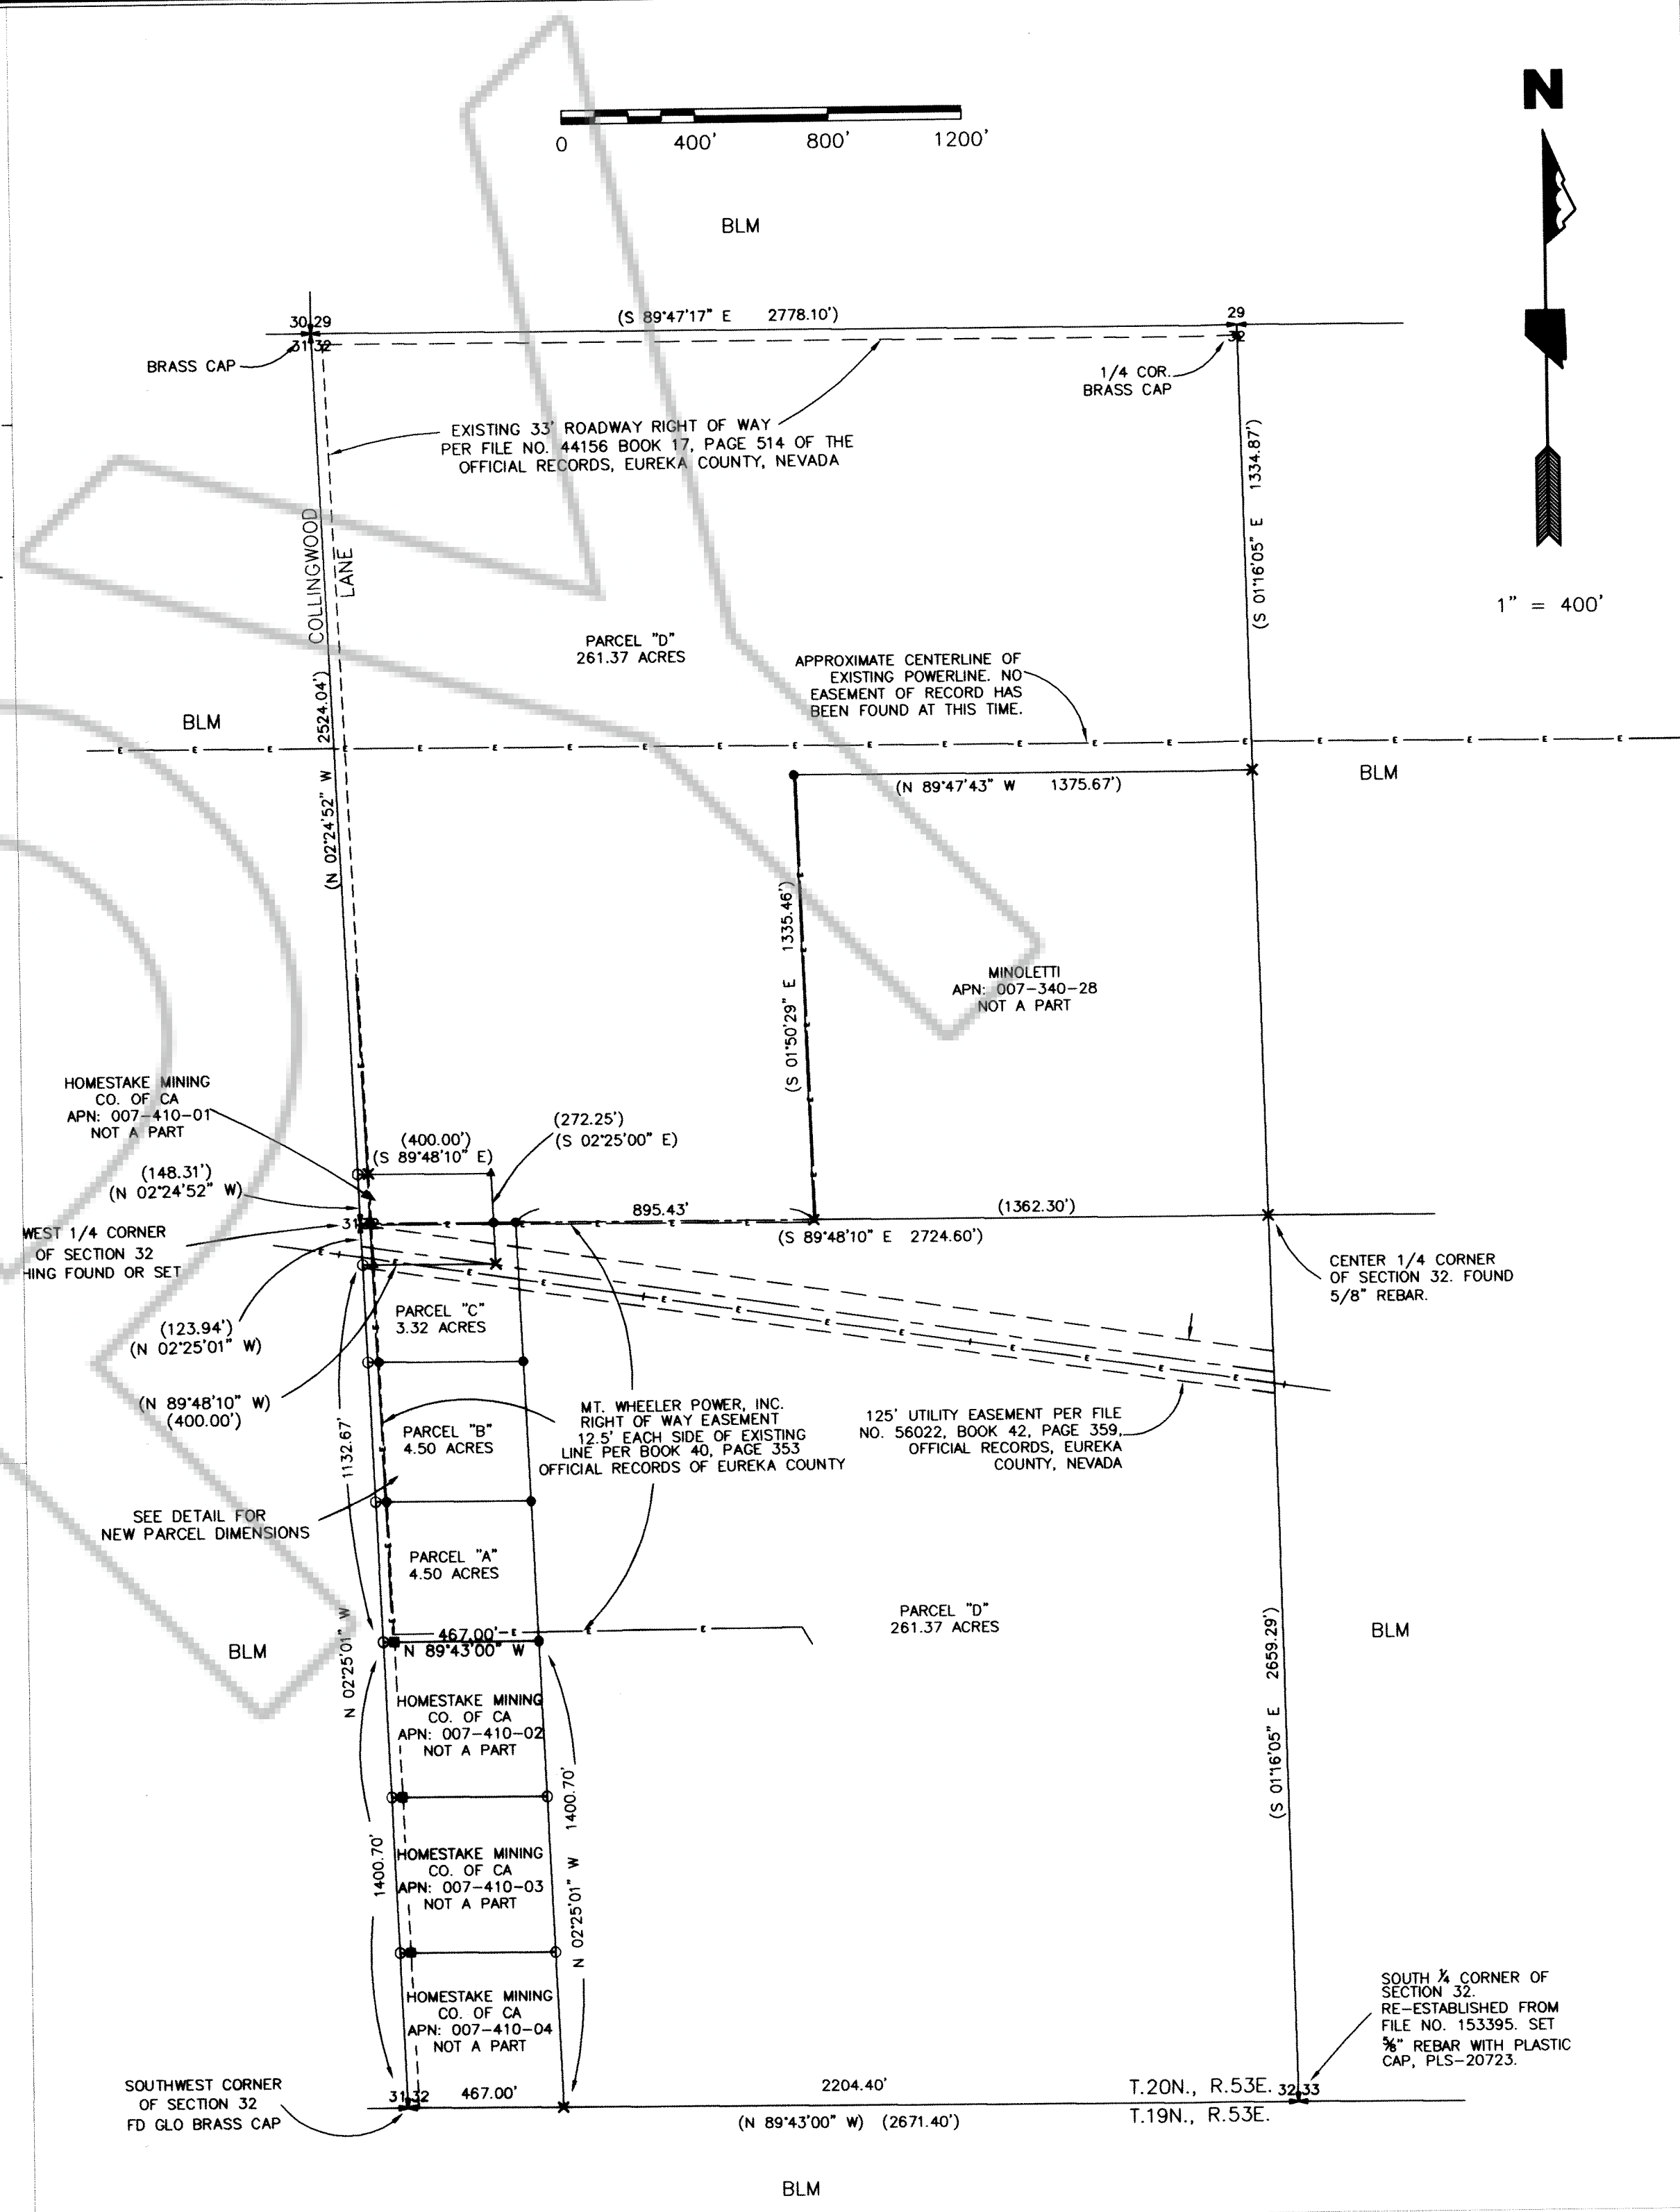 N
0 400' 800' 1200'
BLM
(S 89°47'17" E 2778.10')
30 29
31 32
29
32
BRASS CAP
1/4 COR.
BRASS CAP
EXISTING 33' ROADWAY RIGHT OF WAY
PER FILE NO. 44156 BOOK 17, PAGE 514 OF THE
OFFICIAL RECORDS, EUREKA COUNTY, NEVADA
(S 01°16'05" E 1334.87')
COLLINGWOOD
LANE
1" = 400'
PARCEL "D"
261.37 ACRES
APPROXIMATE CENTERLINE OF
EXISTING POWERLINE. NO
EASEMENT OF RECORD HAS
BEEN FOUND AT THIS TIME.
(N 02°24'52" W 2524.04')
BLM
BLM
(N 89°47'43" W 1375.67')
(S 01°50'29" E 1335.46')
MINOLETTI
APN: 007-340-28
NOT A PART
HOMESTAKE MINING
CO. OF CA
APN: 007-410-01
NOT A PART
(272.25')
(S 02°25'00" E)
(400.00')
(S 89°48'10" E)
(148.31')
(N 02°24'52" W)
895.43'
(1362.30')
(S 89°48'10" E 2724.60')
31
WEST 1/4 CORNER
OF SECTION 32
HING FOUND OR SET
CENTER 1/4 CORNER
OF SECTION 32. FOUND
5/8" REBAR.
PARCEL "C"
3.32 ACRES
(123.94')
(N 02°25'01" W)
(N 89°48'10" W)
(400.00')
1132.67'
PARCEL "B"
4.50 ACRES
MT. WHEELER POWER, INC.
RIGHT OF WAY EASEMENT
12.5' EACH SIDE OF EXISTING
LINE PER BOOK 40, PAGE 353
OFFICIAL RECORDS OF EUREKA COUNTY
125' UTILITY EASEMENT PER FILE
NO. 56022, BOOK 42, PAGE 359,
OFFICIAL RECORDS, EUREKA
COUNTY, NEVADA
SEE DETAIL FOR
NEW PARCEL DIMENSIONS
PARCEL "A"
4.50 ACRES
N 02°25'01" W
467.00'
N 89°43'00" W
PARCEL "D"
261.37 ACRES
BLM
BLM
(S 01°16'05" E 2659.29')
HOMESTAKE MINING
CO. OF CA
APN: 007-410-02
NOT A PART
1400.70'
N 02°25'01" W 1400.70'
HOMESTAKE MINING
CO. OF CA
APN: 007-410-03
NOT A PART
HOMESTAKE MINING
CO. OF CA
APN: 007-410-04
NOT A PART
SOUTH 1/4 CORNER OF
SECTION 32.
RE-ESTABLISHED FROM
FILE NO. 153395. SET
5/8" REBAR WITH PLASTIC
CAP, PLS-20723.
SOUTHWEST CORNER
OF SECTION 32
FD GLO BRASS CAP
31 32
467.00'
2204.40'
T.20N., R.53E. 32 33
(N 89°43'00" W) (2671.40')
T.19N., R.53E.
BLM